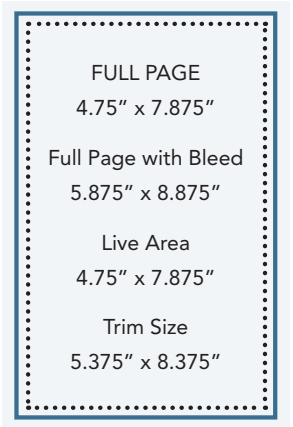 FULL PAGE
4.75” x 7.875”
Full Page with Bleed
5.875” x 8.875”
Live Area
4.75” x 7.875”
Trim Size
5.375” x 8.375”